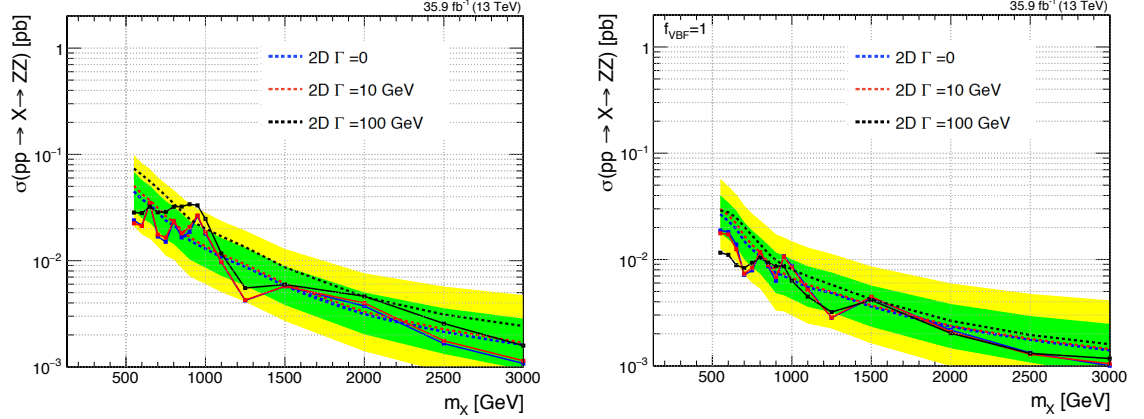 35.9 fb⁻¹ (13 TeV)
σ(pp → X→ ZZ) [pb]
1
10⁻¹
10⁻²
10⁻³
2D Γ =0
2D Γ =10 GeV
2D Γ =100 GeV
500 1000 1500 2000 2500 3000
m_X [GeV]
35.9 fb⁻¹ (13 TeV)
f_VBF=1
σ(pp → X→ ZZ) [pb]
1
10⁻¹
10⁻²
10⁻³
2D Γ =0
2D Γ =10 GeV
2D Γ =100 GeV
500 1000 1500 2000 2500 3000
m_X [GeV]